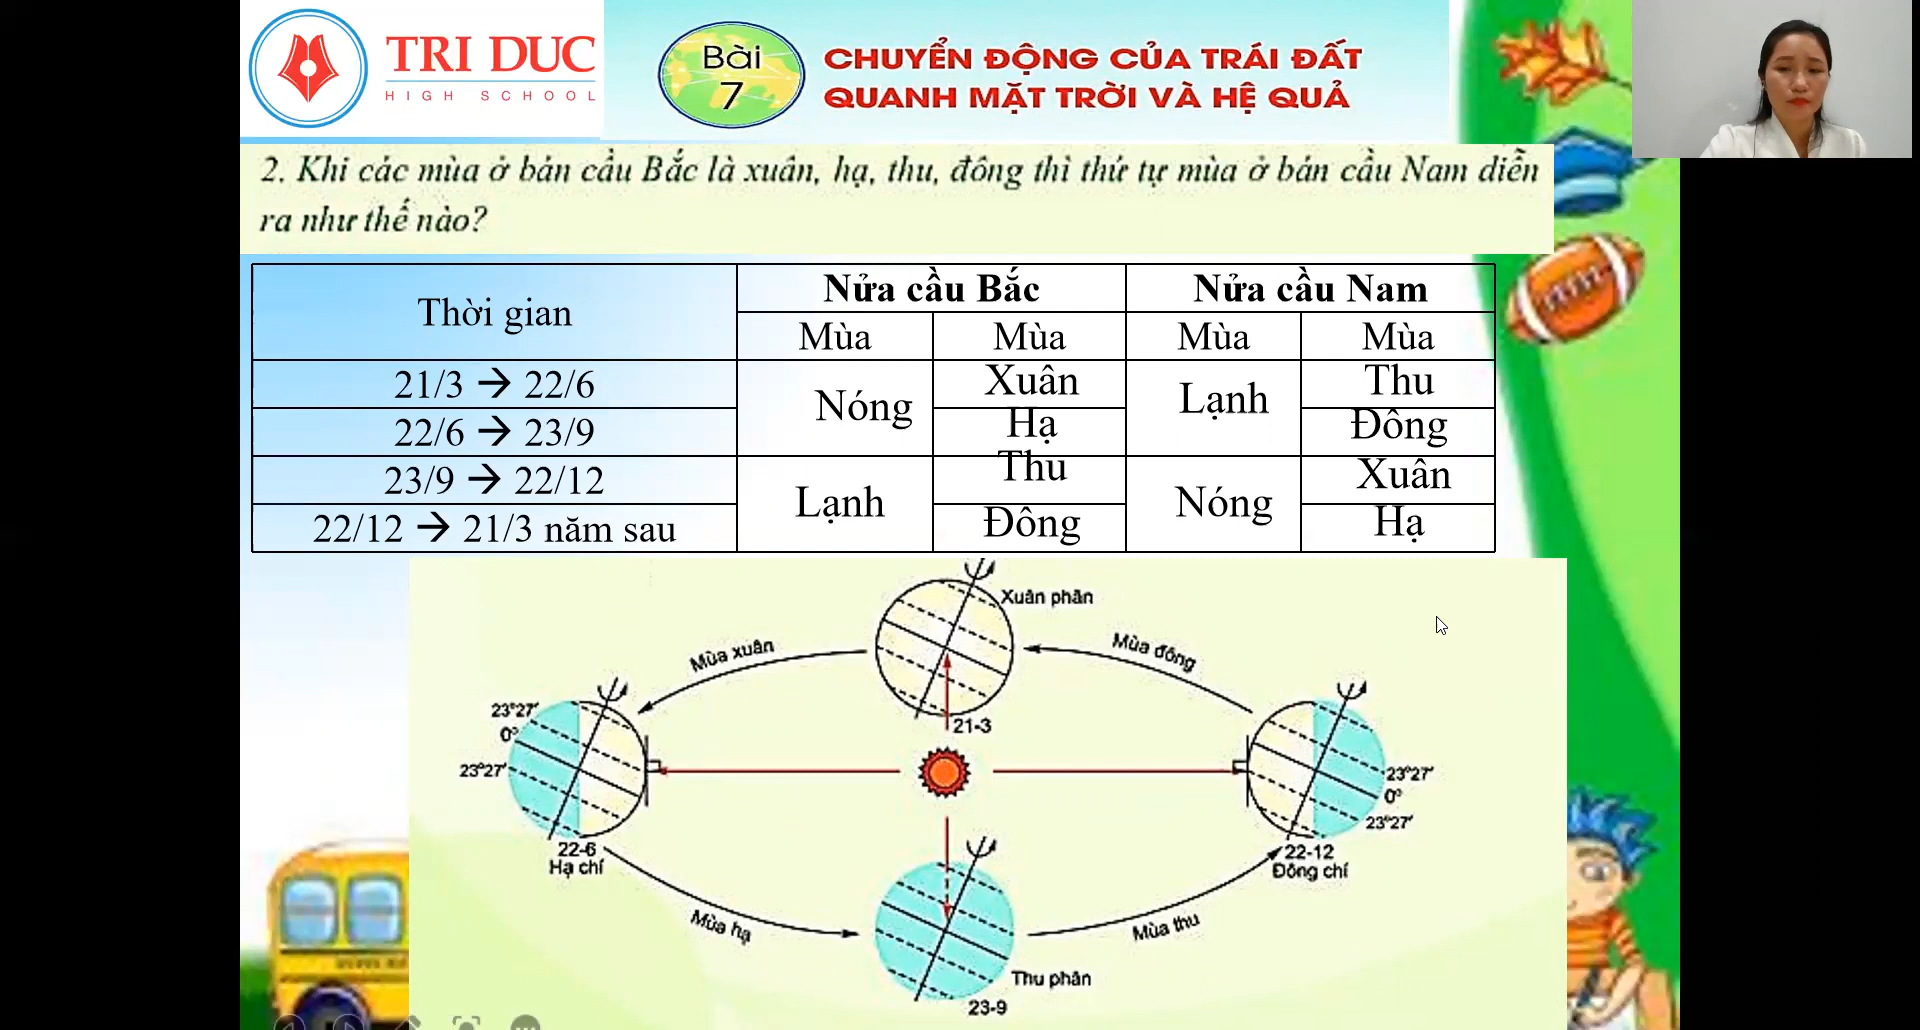 TRI DUC
HIGH SCHOOL
Bài
7
CHUYỂN ĐỘNG CỦA TRÁI ĐẤT
QUANH MẶT TRỜI VÀ HỆ QUẢ
2. Khi các mùa ở bán cầu Bắc là xuân, hạ, thu, đông thì thứ tự mùa ở bán cầu Nam diễn
ra như thế nào?
Thời gian
Nửa cầu Bắc
Nửa cầu Nam
Mùa
Mùa
Mùa
Mùa
21/3 → 22/6
Nóng
Xuân
Lạnh
Thu
22/6 → 23/9
Hạ
Đông
23/9 → 22/12
Lạnh
Thu
Nóng
Xuân
22/12 → 21/3 năm sau
Đông
Hạ
Xuân phân
Mùa xuân
Mùa đông
21-3
23°27'
0°
23°27'
23°27'
0°
23°27'
22-6
Hạ chí
22-12
Đông chí
Mùa hạ
Mùa thu
Thu phân
23-9